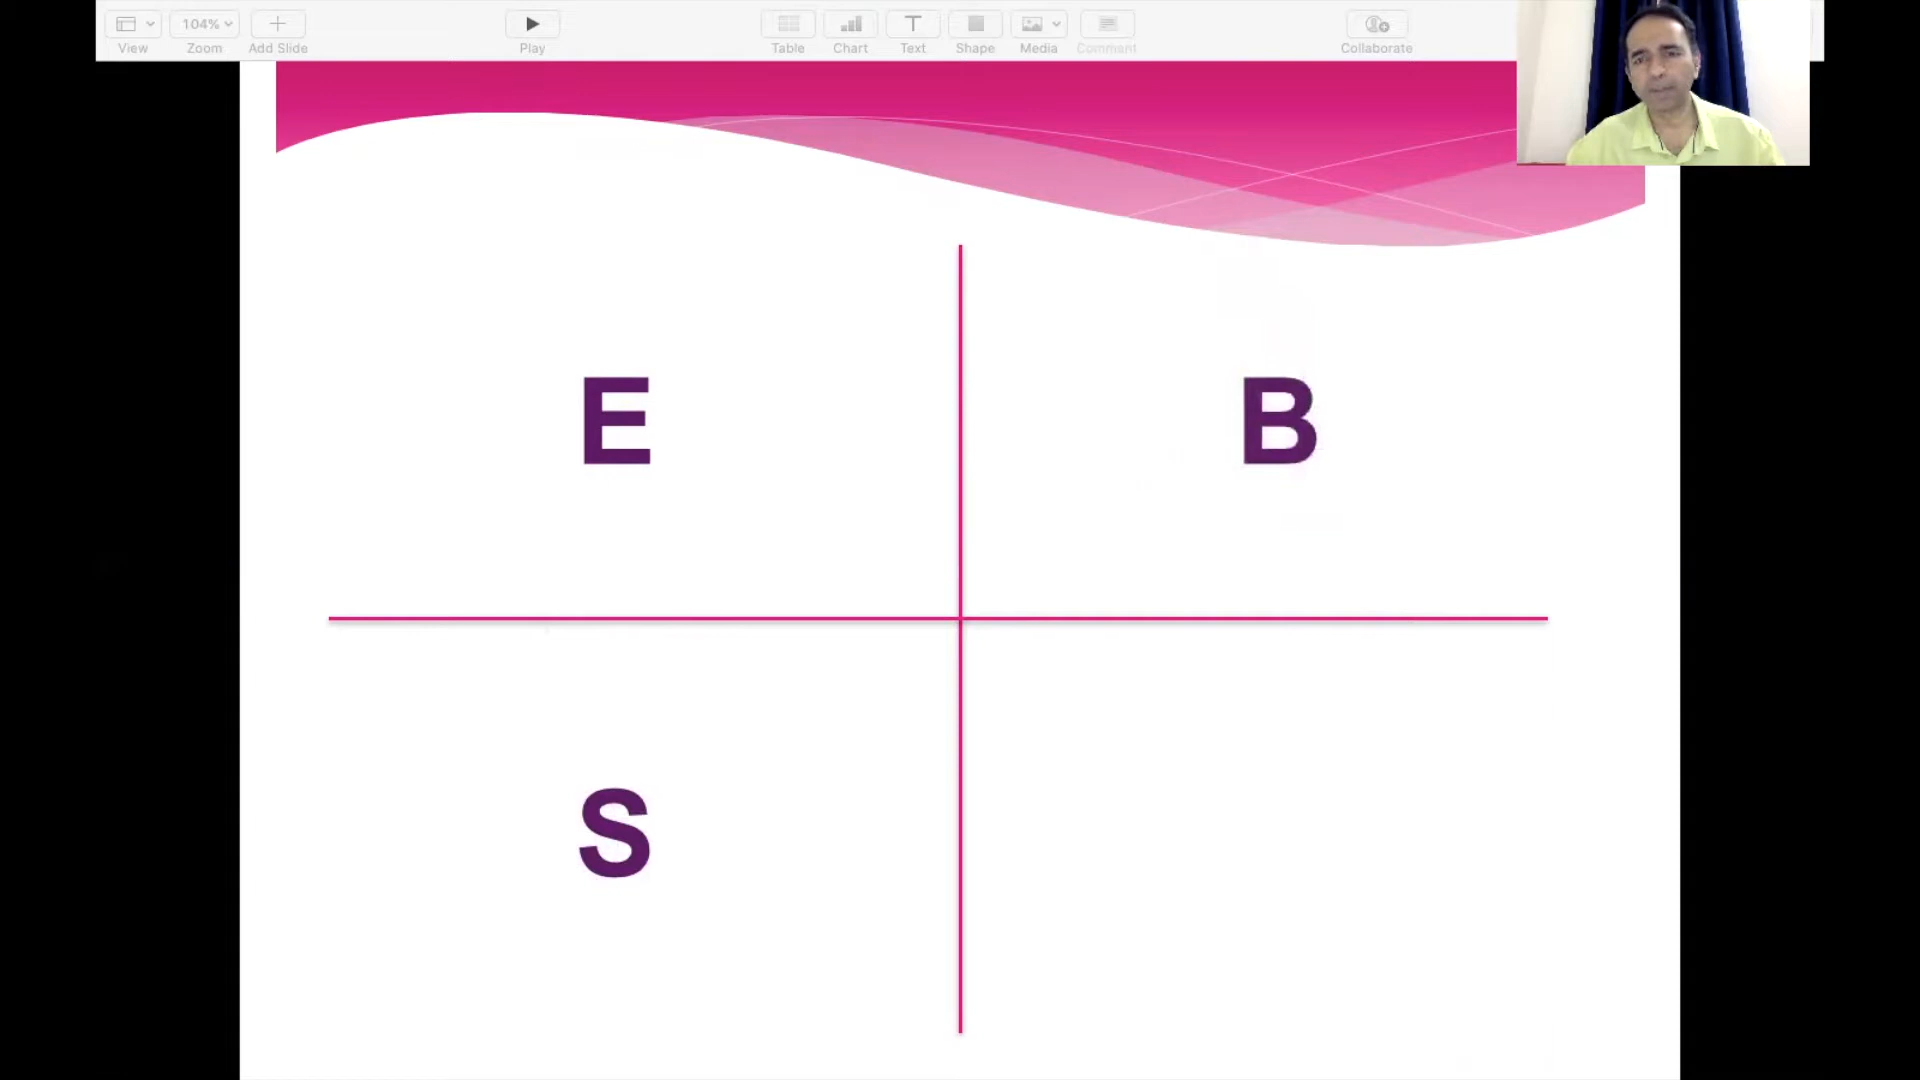 104%
View Zoom Add Slide Play Table Chart Text Shape Media Comment Collaborate
E B
S